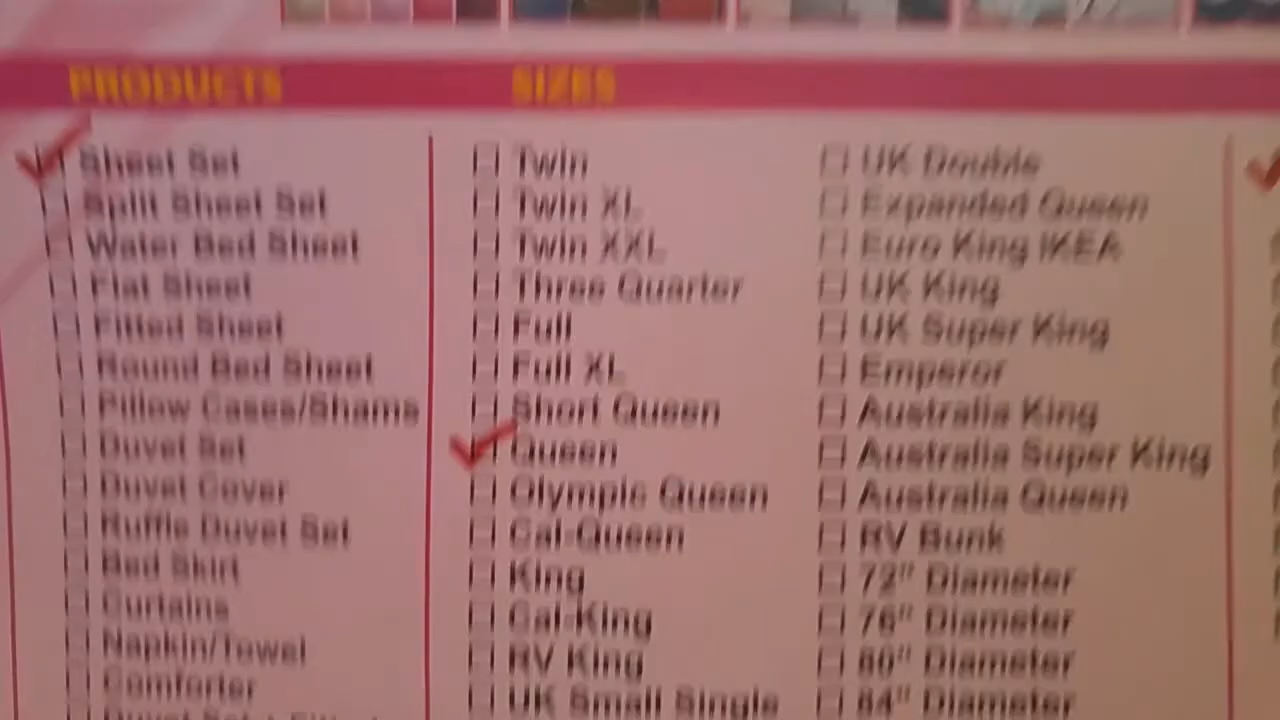 PRODUCTS
Sheet Set
Split Sheet Set
Water Bed Sheet
Flat Sheet
Fitted Sheet
Round Bed Sheet
Pillow Cases/Shams
Duvet Set
Duvet Cover
Ruffle Duvet Set
Bed Skirt
Curtains
Napkin/Towel
Comforter
SIZES
Twin
Twin XL
Twin XXL
Three Quarter
Full
Full XL
Short Queen
Queen
Olympic Queen
Cal-Queen
King
Cal-King
RV King
UK Small Single
UK Double
Expanded Queen
Euro King IKEA
UK King
UK Super King
Emperor
Australia King
Australia Super King
Australia Queen
RV Bunk
72" Diameter
76" Diameter
80" Diameter
84" Diameter